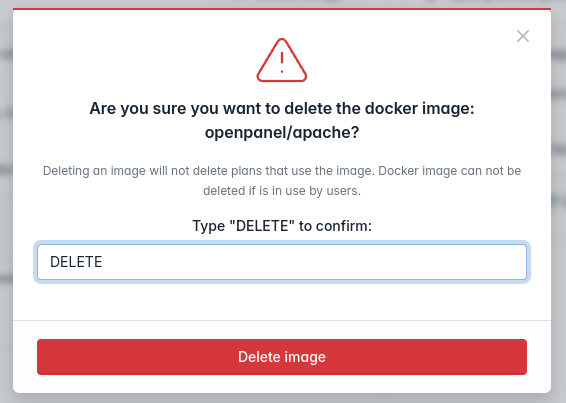 Are you sure you want to delete the docker image:
openpanel/apache?
Deleting an image will not delete plans that use the image. Docker image can not be
deleted if is in use by users.
Type "DELETE" to confirm:
DELETE
Delete image